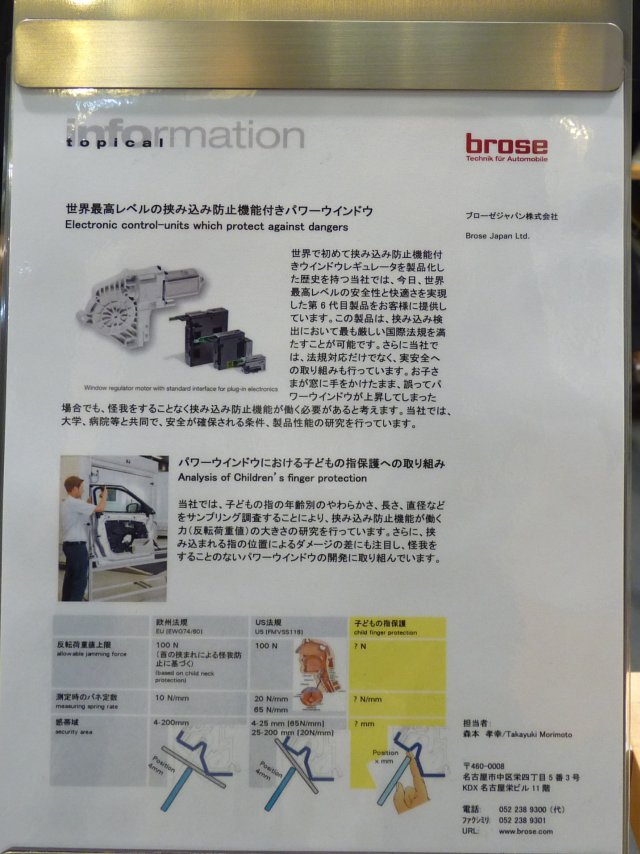 information
topical
brose
Technik für Automobile
世界最高レベルの挟み込み防止機能付きパワーウインドウ
Electronic control-units which protect against dangers
ブローゼジャパン株式会社
Brose Japan Ltd.
世界で初めて挟み込み防止機能付
きウインドウレギュレータを製品化し
た歴史を持つ当社では、今日、世界
最高レベルの安全性と快適さを実現
した第6代目製品をお客様に提供し
ています。この製品は、挟み込み検
出において最も厳しい国際法規を満
たすことが可能です。さらに当社で
は、法規対応だけでなく、実安全へ
の取り組みも行っています。お子さ
まが窓に手をかけたまま、誤ってパ
ワーウインドウが上昇してしまった
場合でも、怪我をすることなく挟み込み防止機能が働く必要があると考えます。当社では、
大学、病院等と共同で、安全が確保される条件、製品性能の研究を行っています。
Window regulator motor with standard interface for plug-in electronics
パワーウインドウにおける子どもの指保護への取り組み
Analysis of Children's finger protection
当社では、子どもの指の年齢別のやわらかさ、長さ、直径など
をサンプリング調査することにより、挟み込み防止機能が働く
力(反転荷重値)の大きさの研究を行っています。さらに、挟
み込まれる指の位置によるダメージの差にも注目し、怪我を
することのないパワーウインドウの開発に取り組んでいます。
欧州法規 US法規 子どもの指保護
EU (EWG74/60) US (FMVSS118) child finger protection
反転荷重値上限 100 N 100 N ? N
allowable jamming force (首の挟まれによる怪我防
止に基づく)
(based on child neck
protection)
測定時のバネ定数 10 N/mm 20 N/mm ? N/mm
measuring spring rate 65 N/mm
感帯域 4-200mm 4-25 mm (65N/mm) ? mm
security area 25-200 mm (20N/mm)
Position
4mm
Position
4mm
Position
x mm
担当者:
森本 孝幸/Takayuki Morimoto
〒460-0008
名古屋市中区栄四丁目5番3号
KDX 名古屋栄ビル 11階
電話: 052 238 9300 (代)
ファクシミリ: 052 238 9301
URL: www.brose.com